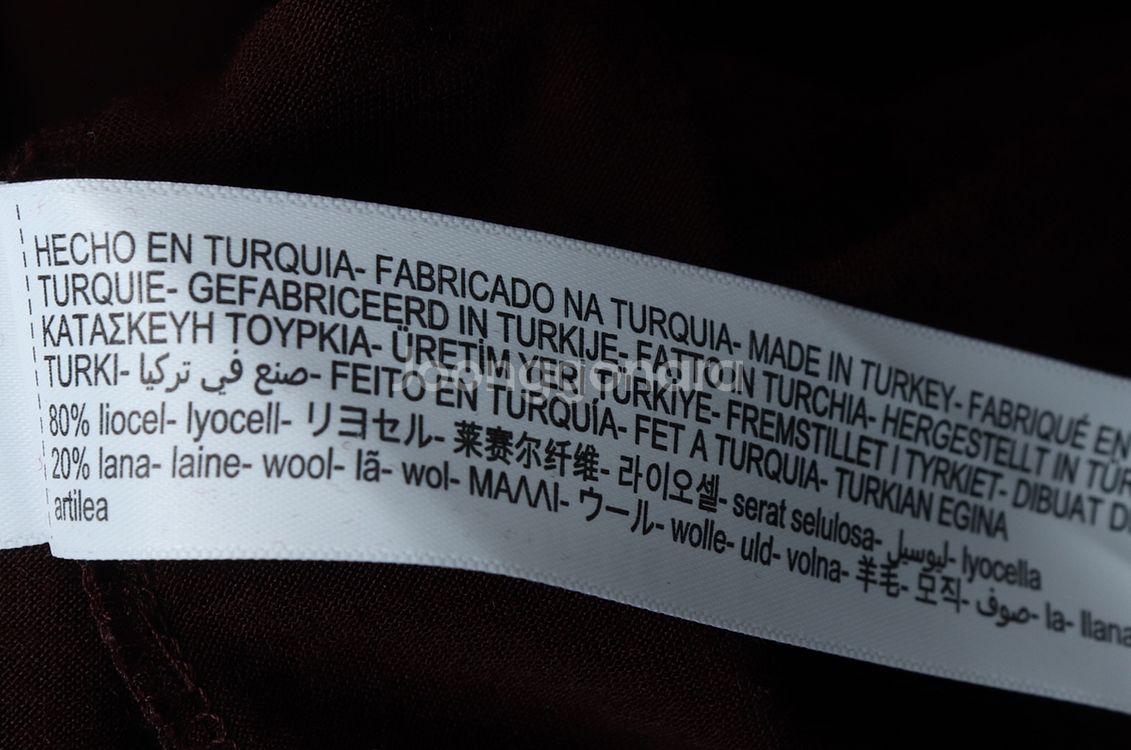 HECHO EN TURQUIA- FABRICADO NA TURQUIA- MADE IN TURKEY- FABRIQUÉ EN
TURQUIE- GEFABRICEERD IN TURKIJE- FATTO IN TURCHIA- HERGESTELLT IN
ΚΑΤΑΣΚΕΥΗ ΤΟΥΡΚΙΑ- ÜRETİM YERİ TÜRKİYE- FREMSTILLET I TYRKIET- DIBUAT
TURKI- صنع في تركيا- FEITO EN TURQUÍA- FET A TURQUIA- TURKIAN EGINA
80% liocel- lyocell- リヨセル- 莱赛尔纤维- 라이오셀- serat selulosa- ليوسيل- lyocella
20% lana- laine- wool- lã- wol- ΜΑΛΛΙ- ウール- wolle- uld- volna- 羊毛- 모직- صوف- la- llana
artilea
Joonggonara